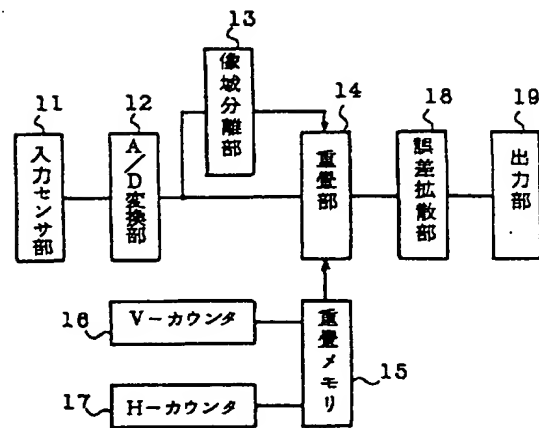 13
像域分離部
11
入力センサ部
12
A/D変換部
14
重畳部
18
誤差拡散部
19
出力部
16
V-カウンタ
17
H-カウンタ
重畳メモリ
15